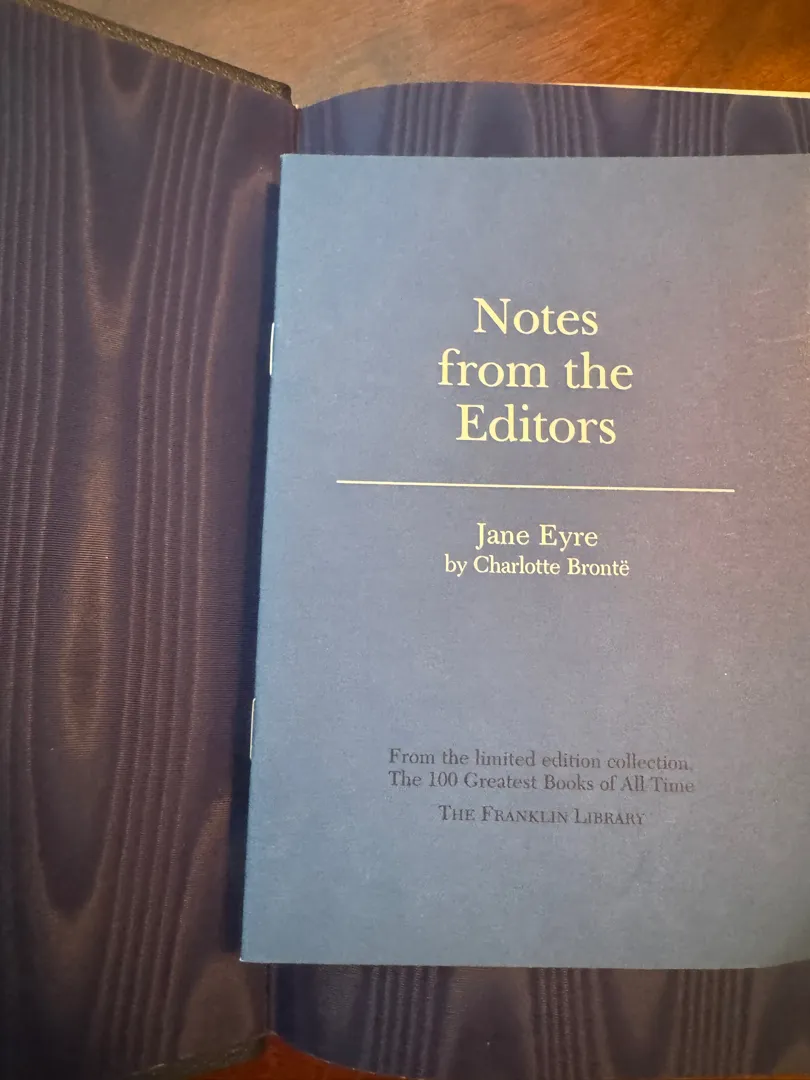 Notes
from the
Editors
Jane Eyre
by Charlotte Brontë
From the limited edition collection,
The 100 Greatest Books of All Time
THE FRANKLIN LIBRARY